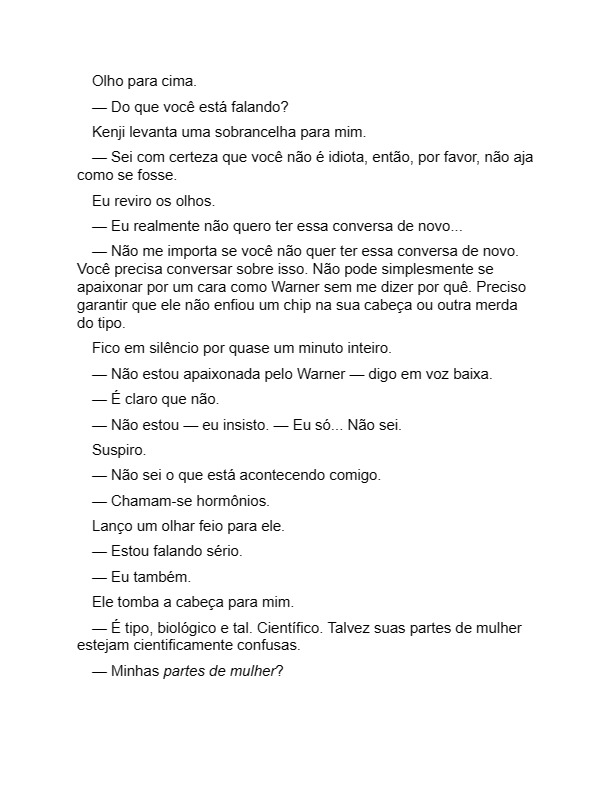 Olho para cima.
— Do que você está falando?
Kenji levanta uma sobrancelha para mim.
— Sei com certeza que você não é idiota, então, por favor, não aja
como se fosse.
Eu reviro os olhos.
— Eu realmente não quero ter essa conversa de novo...
— Não me importa se você não quer ter essa conversa de novo.
Você precisa conversar sobre isso. Não pode simplesmente se
apaixonar por um cara como Warner sem me dizer por quê. Preciso
garantir que ele não enfiou um chip na sua cabeça ou outra merda
do tipo.
Fico em silêncio por quase um minuto inteiro.
— Não estou apaixonada pelo Warner — digo em voz baixa.
— É claro que não.
— Não estou — eu insisto. — Eu só... Não sei.
Suspiro.
— Não sei o que está acontecendo comigo.
— Chamam-se hormônios.
Lanço um olhar feio para ele.
— Estou falando sério.
— Eu também.
Ele tomba a cabeça para mim.
— É tipo, biológico e tal. Científico. Talvez suas partes de mulher
estejam cientificamente confusas.
— Minhas partes de mulher?